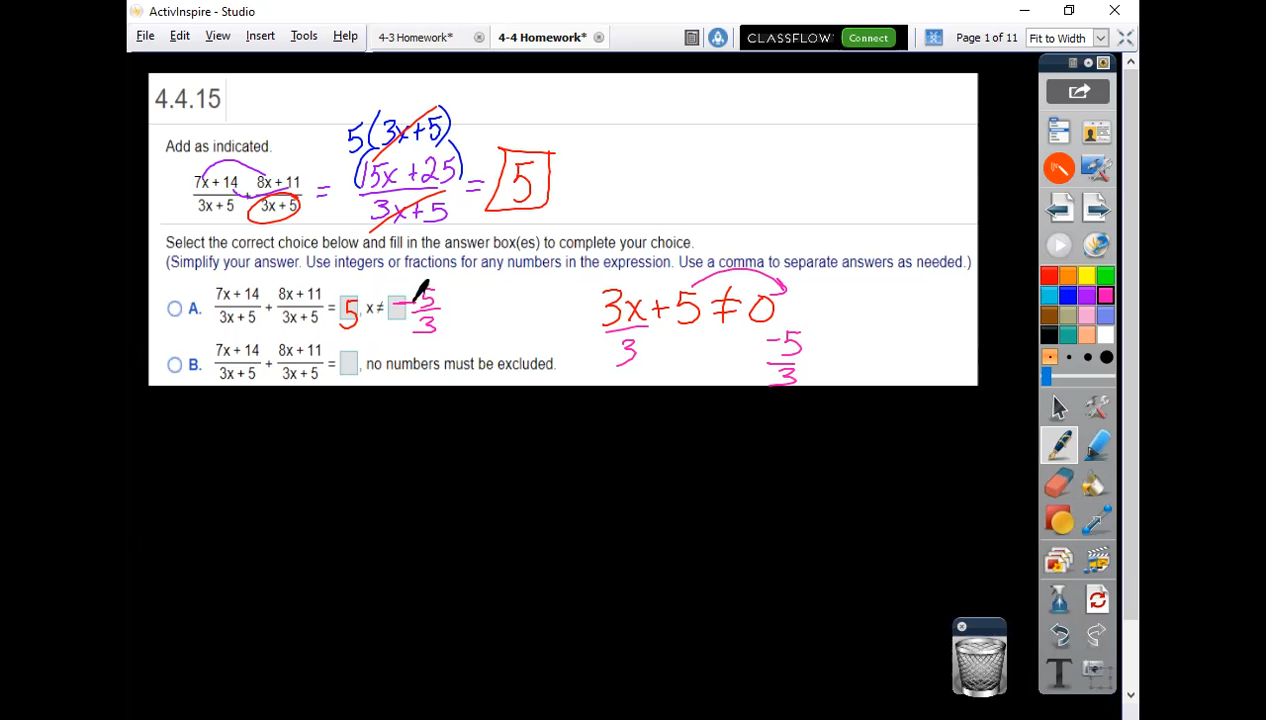 ActivInspire - Studio
File Edit View Insert Tools Help 4-3 Homework* 4-4 Homework* CLASSFLOW Connect Page 1 of 11 Fit to Width
4.4.15
5(3x+5)
Add as indicated.
7x + 14 / 3x + 5 + 8x + 11 / 3x + 5 = (15x+25) / 3x+5 = 5
Select the correct choice below and fill in the answer box(es) to complete your choice.
(Simplify your answer. Use integers or fractions for any numbers in the expression. Use a comma to separate answers as needed.)
A. 7x + 14 / 3x + 5 + 8x + 11 / 3x + 5 = 5, x ≠ -5/3
3x+5≠0
3
-5/3
B. 7x + 14 / 3x + 5 + 8x + 11 / 3x + 5 = , no numbers must be excluded.
T